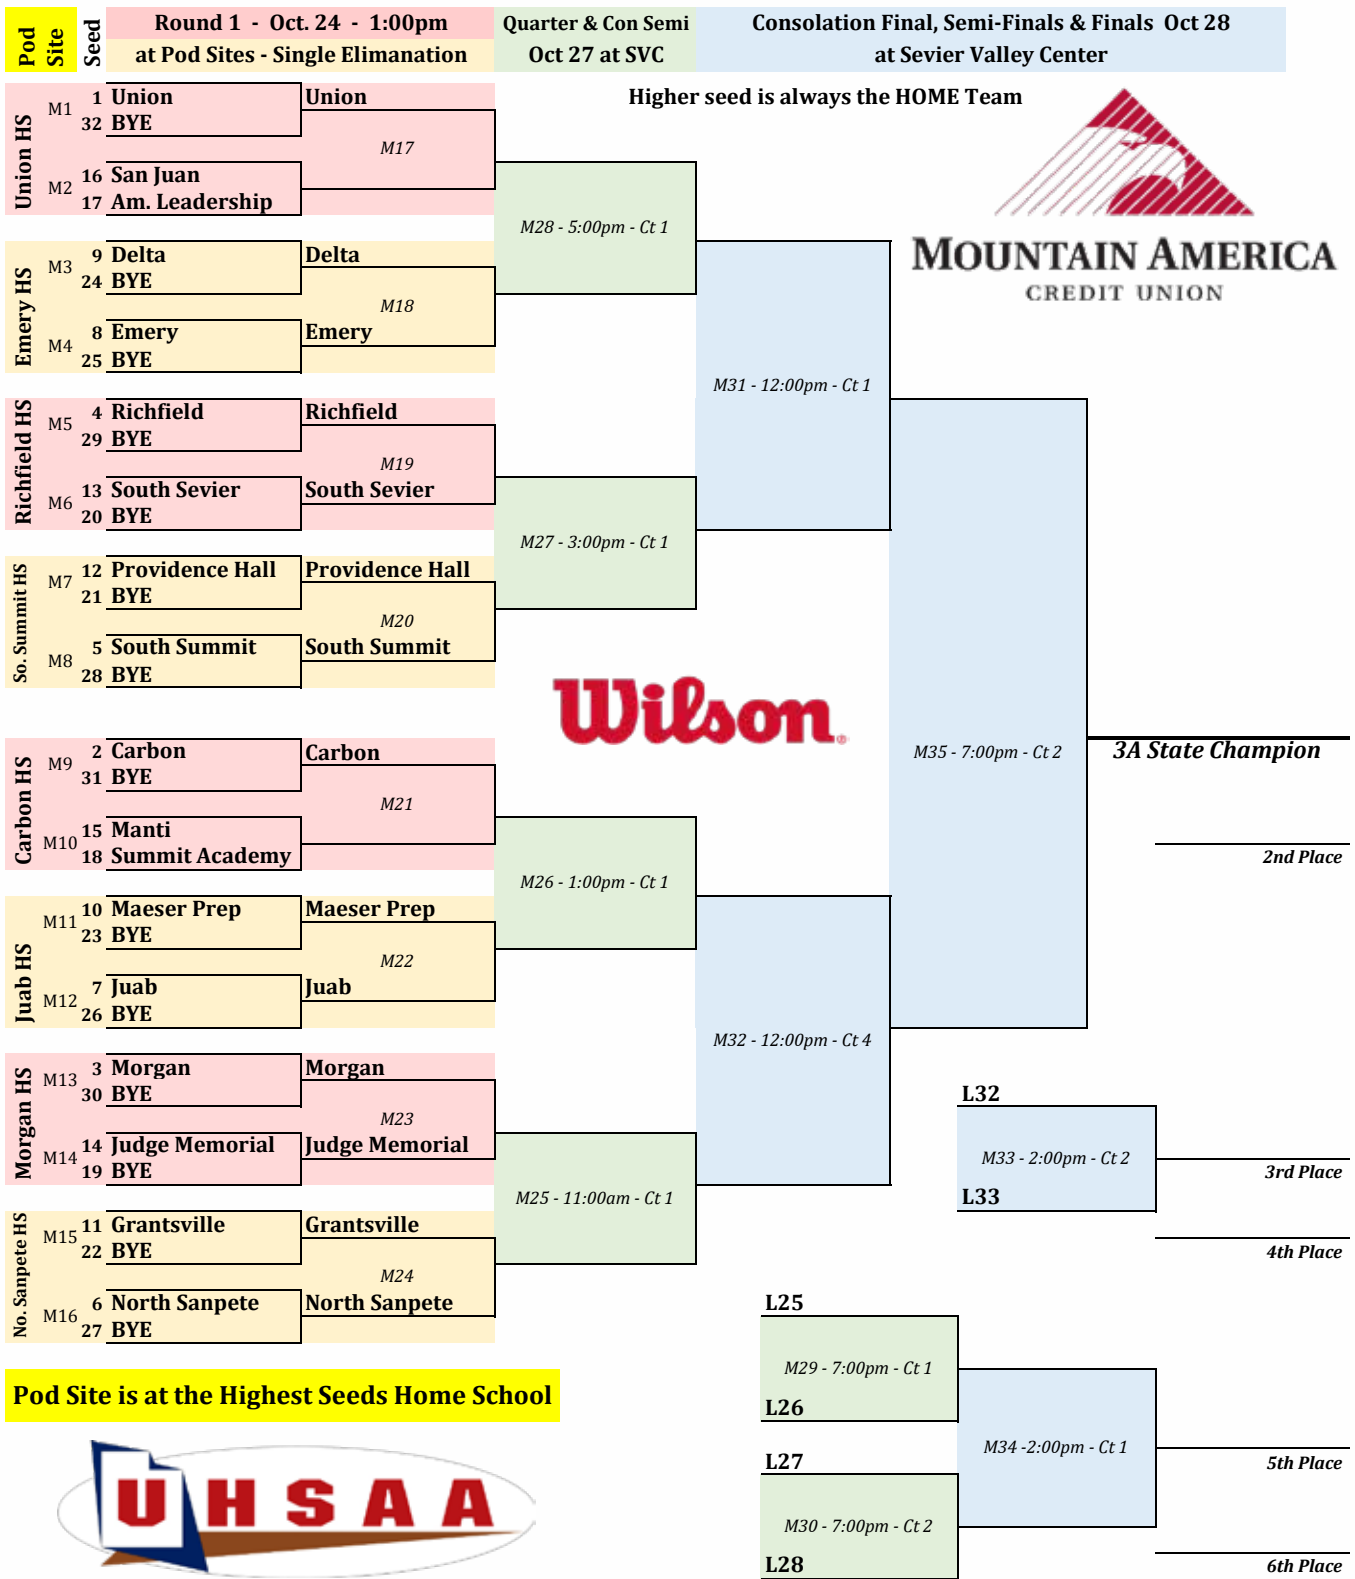 Pod Site
Seed
Round 1 - Oct. 24 - 1:00pm
at Pod Sites - Single Elimanation
Quarter & Con Semi
Oct 27 at SVC
Consolation Final, Semi-Finals & Finals Oct 28
at Sevier Valley Center
Higher seed is always the HOME Team
MOUNTAIN AMERICA
CREDIT UNION
Union HS
M1
1 Union
32 BYE
Union
M17
M2
16 San Juan
17 Am. Leadership
M28 - 5:00pm - Ct 1
Emery HS
M3
9 Delta
24 BYE
Delta
M18
M4
8 Emery
25 BYE
Emery
M31 - 12:00pm - Ct 1
Richfield HS
M5
4 Richfield
29 BYE
Richfield
M19
M6
13 South Sevier
20 BYE
South Sevier
M27 - 3:00pm - Ct 1
So. Summit HS
M7
12 Providence Hall
21 BYE
Providence Hall
M20
M8
5 South Summit
28 BYE
South Summit
Wilson®
M35 - 7:00pm - Ct 2
3A State Champion
2nd Place
Carbon HS
M9
2 Carbon
31 BYE
Carbon
M21
M10
15 Manti
18 Summit Academy
M26 - 1:00pm - Ct 1
Juab HS
M11
10 Maeser Prep
23 BYE
Maeser Prep
M22
M12
7 Juab
26 BYE
Juab
M32 - 12:00pm - Ct 4
Morgan HS
M13
3 Morgan
30 BYE
Morgan
M23
M14
14 Judge Memorial
19 BYE
Judge Memorial
M25 - 11:00am - Ct 1
No. Sanpete HS
M15
11 Grantsville
22 BYE
Grantsville
M24
M16
6 North Sanpete
27 BYE
North Sanpete
L32
M33 - 2:00pm - Ct 2
L33
3rd Place
4th Place
L25
M29 - 7:00pm - Ct 1
L26
M34 -2:00pm - Ct 1
5th Place
L27
M30 - 7:00pm - Ct 2
L28
6th Place
Pod Site is at the Highest Seeds Home School
UHSAA